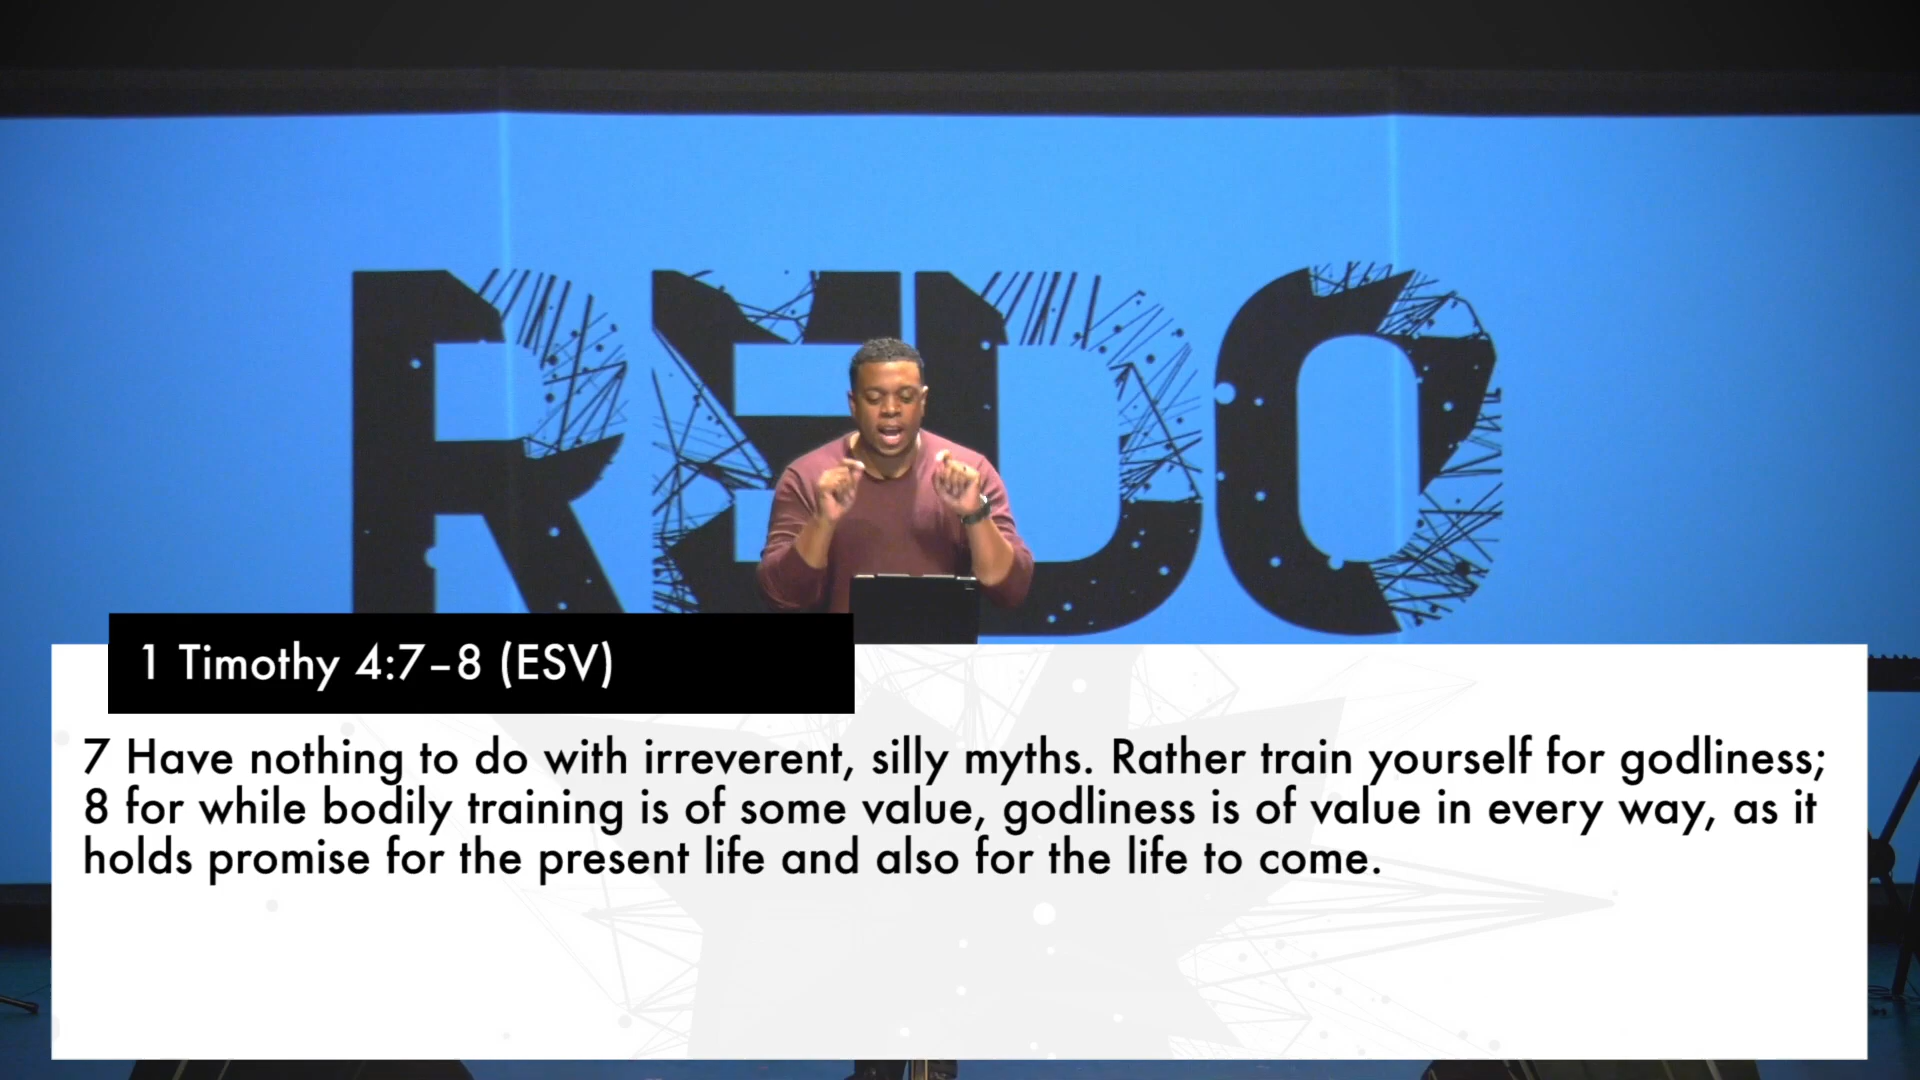 REDO
1 Timothy 4:7–8 (ESV)
7 Have nothing to do with irreverent, silly myths. Rather train yourself for godliness;
8 for while bodily training is of some value, godliness is of value in every way, as it
holds promise for the present life and also for the life to come.